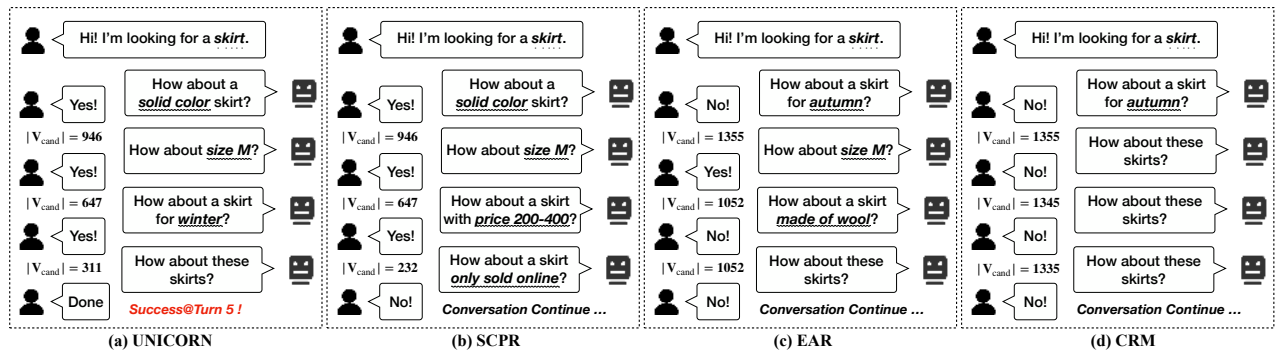 Hi! I'm looking for a skirt.
How about a
solid color skirt?
Yes!
|Vcand| = 946
How about size M?
Yes!
|Vcand| = 647
How about a skirt
for winter?
Yes!
|Vcand| = 311
How about these
skirts?
Done
Success@Turn 5 !
(a) UNICORN
Hi! I'm looking for a skirt.
How about a
solid color skirt?
Yes!
|Vcand| = 946
How about size M?
Yes!
|Vcand| = 647
How about a skirt
with price 200-400?
Yes!
|Vcand| = 232
How about a skirt
only sold online?
No!
Conversation Continue ...
(b) SCPR
Hi! I'm looking for a skirt.
How about a skirt
for autumn?
No!
|Vcand| = 1355
How about size M?
Yes!
|Vcand| = 1052
How about a skirt
made of wool?
No!
|Vcand| = 1052
How about these
skirts?
No!
Conversation Continue ...
(c) EAR
Hi! I'm looking for a skirt.
How about a skirt
for autumn?
No!
|Vcand| = 1355
How about these
skirts?
No!
|Vcand| = 1345
How about these
skirts?
No!
|Vcand| = 1335
How about these
skirts?
No!
Conversation Continue ...
(d) CRM